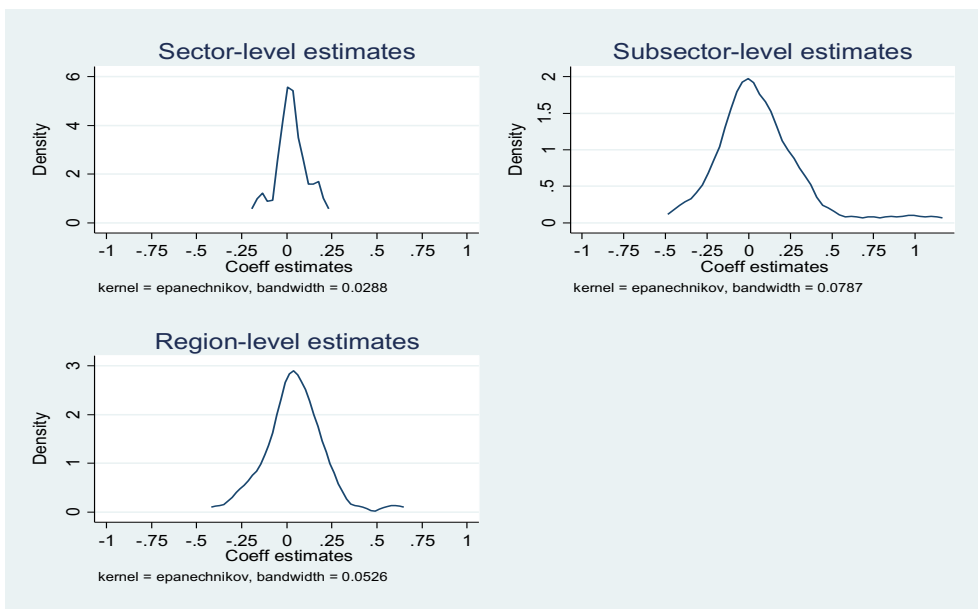 Sector-level estimates
6
4
2
0
Density
-1 -.75 -.5 -.25 0 .25 .5 .75 1
Coeff estimates
kernel = epanechnikov, bandwidth = 0.0288
Subsector-level estimates
2
1.5
1
.5
0
Density
-1 -.75 -.5 -.25 0 .25 .5 .75 1
Coeff estimates
kernel = epanechnikov, bandwidth = 0.0787
Region-level estimates
3
2
1
0
Density
-1 -.75 -.5 -.25 0 .25 .5 .75 1
Coeff estimates
kernel = epanechnikov, bandwidth = 0.0526